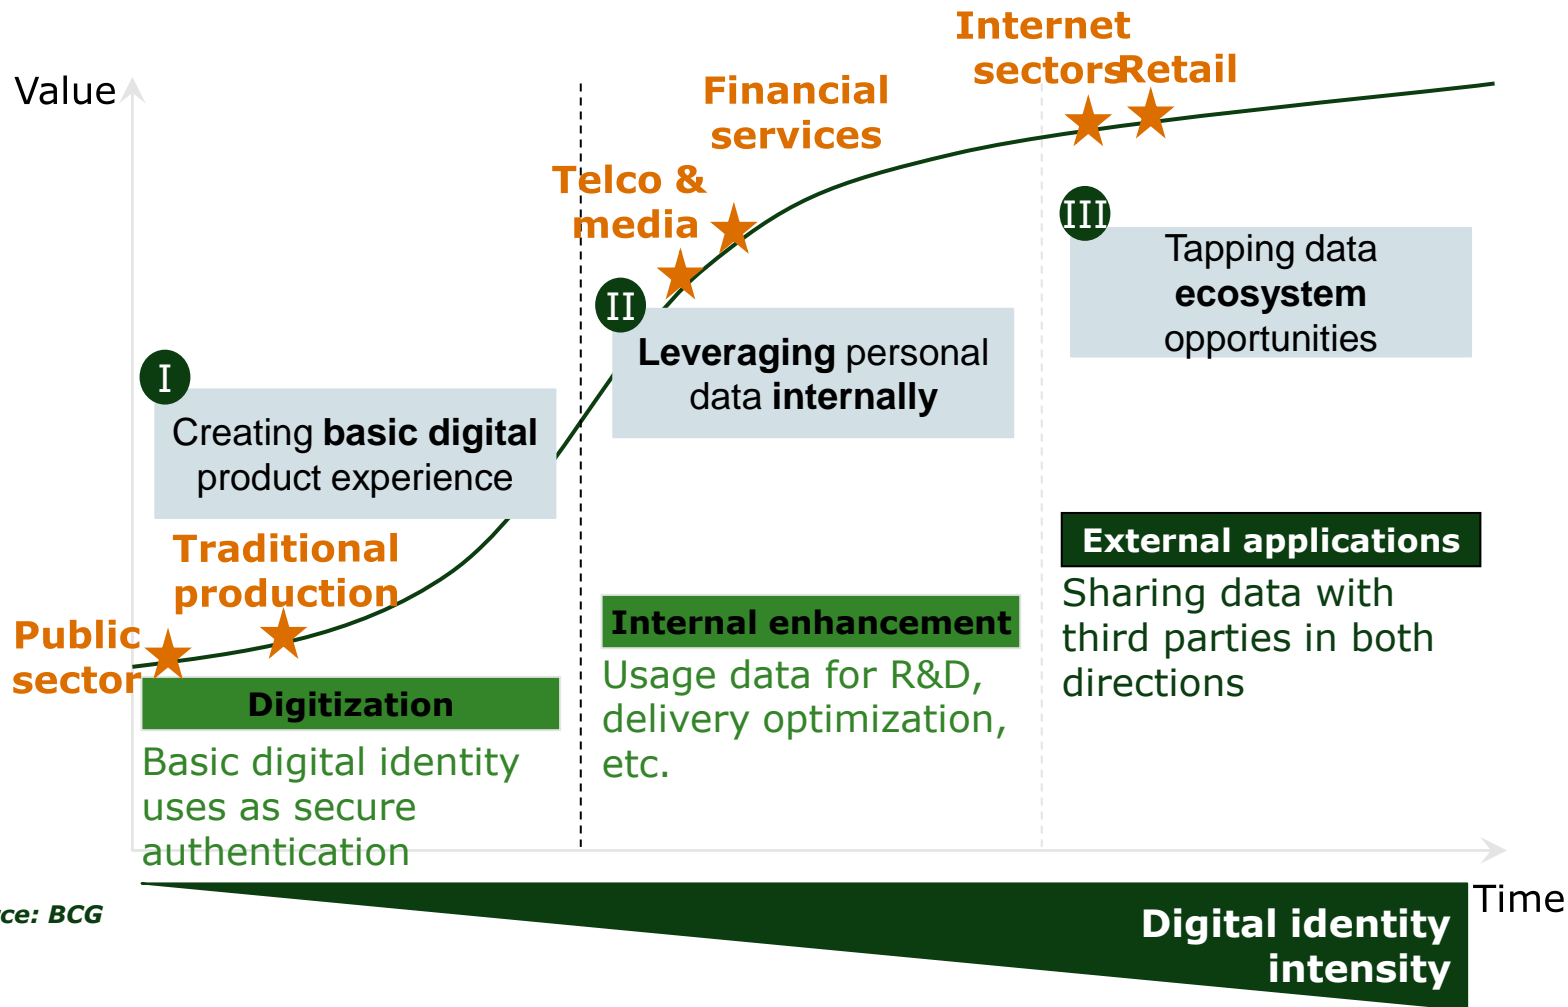 Internet
sectors
Retail
Value
Financial
services
Telco &
media
III
Tapping data
ecosystem
opportunities
II
Leveraging personal
data internally
I
Creating basic digital
product experience
Traditional
production
Public
sector
External applications
Sharing data with
third parties in both
directions
Internal enhancement
Usage data for R&D,
delivery optimization,
etc.
Digitization
Basic digital identity
uses as secure
authentication
Time
rce: BCG
Digital identity
intensity